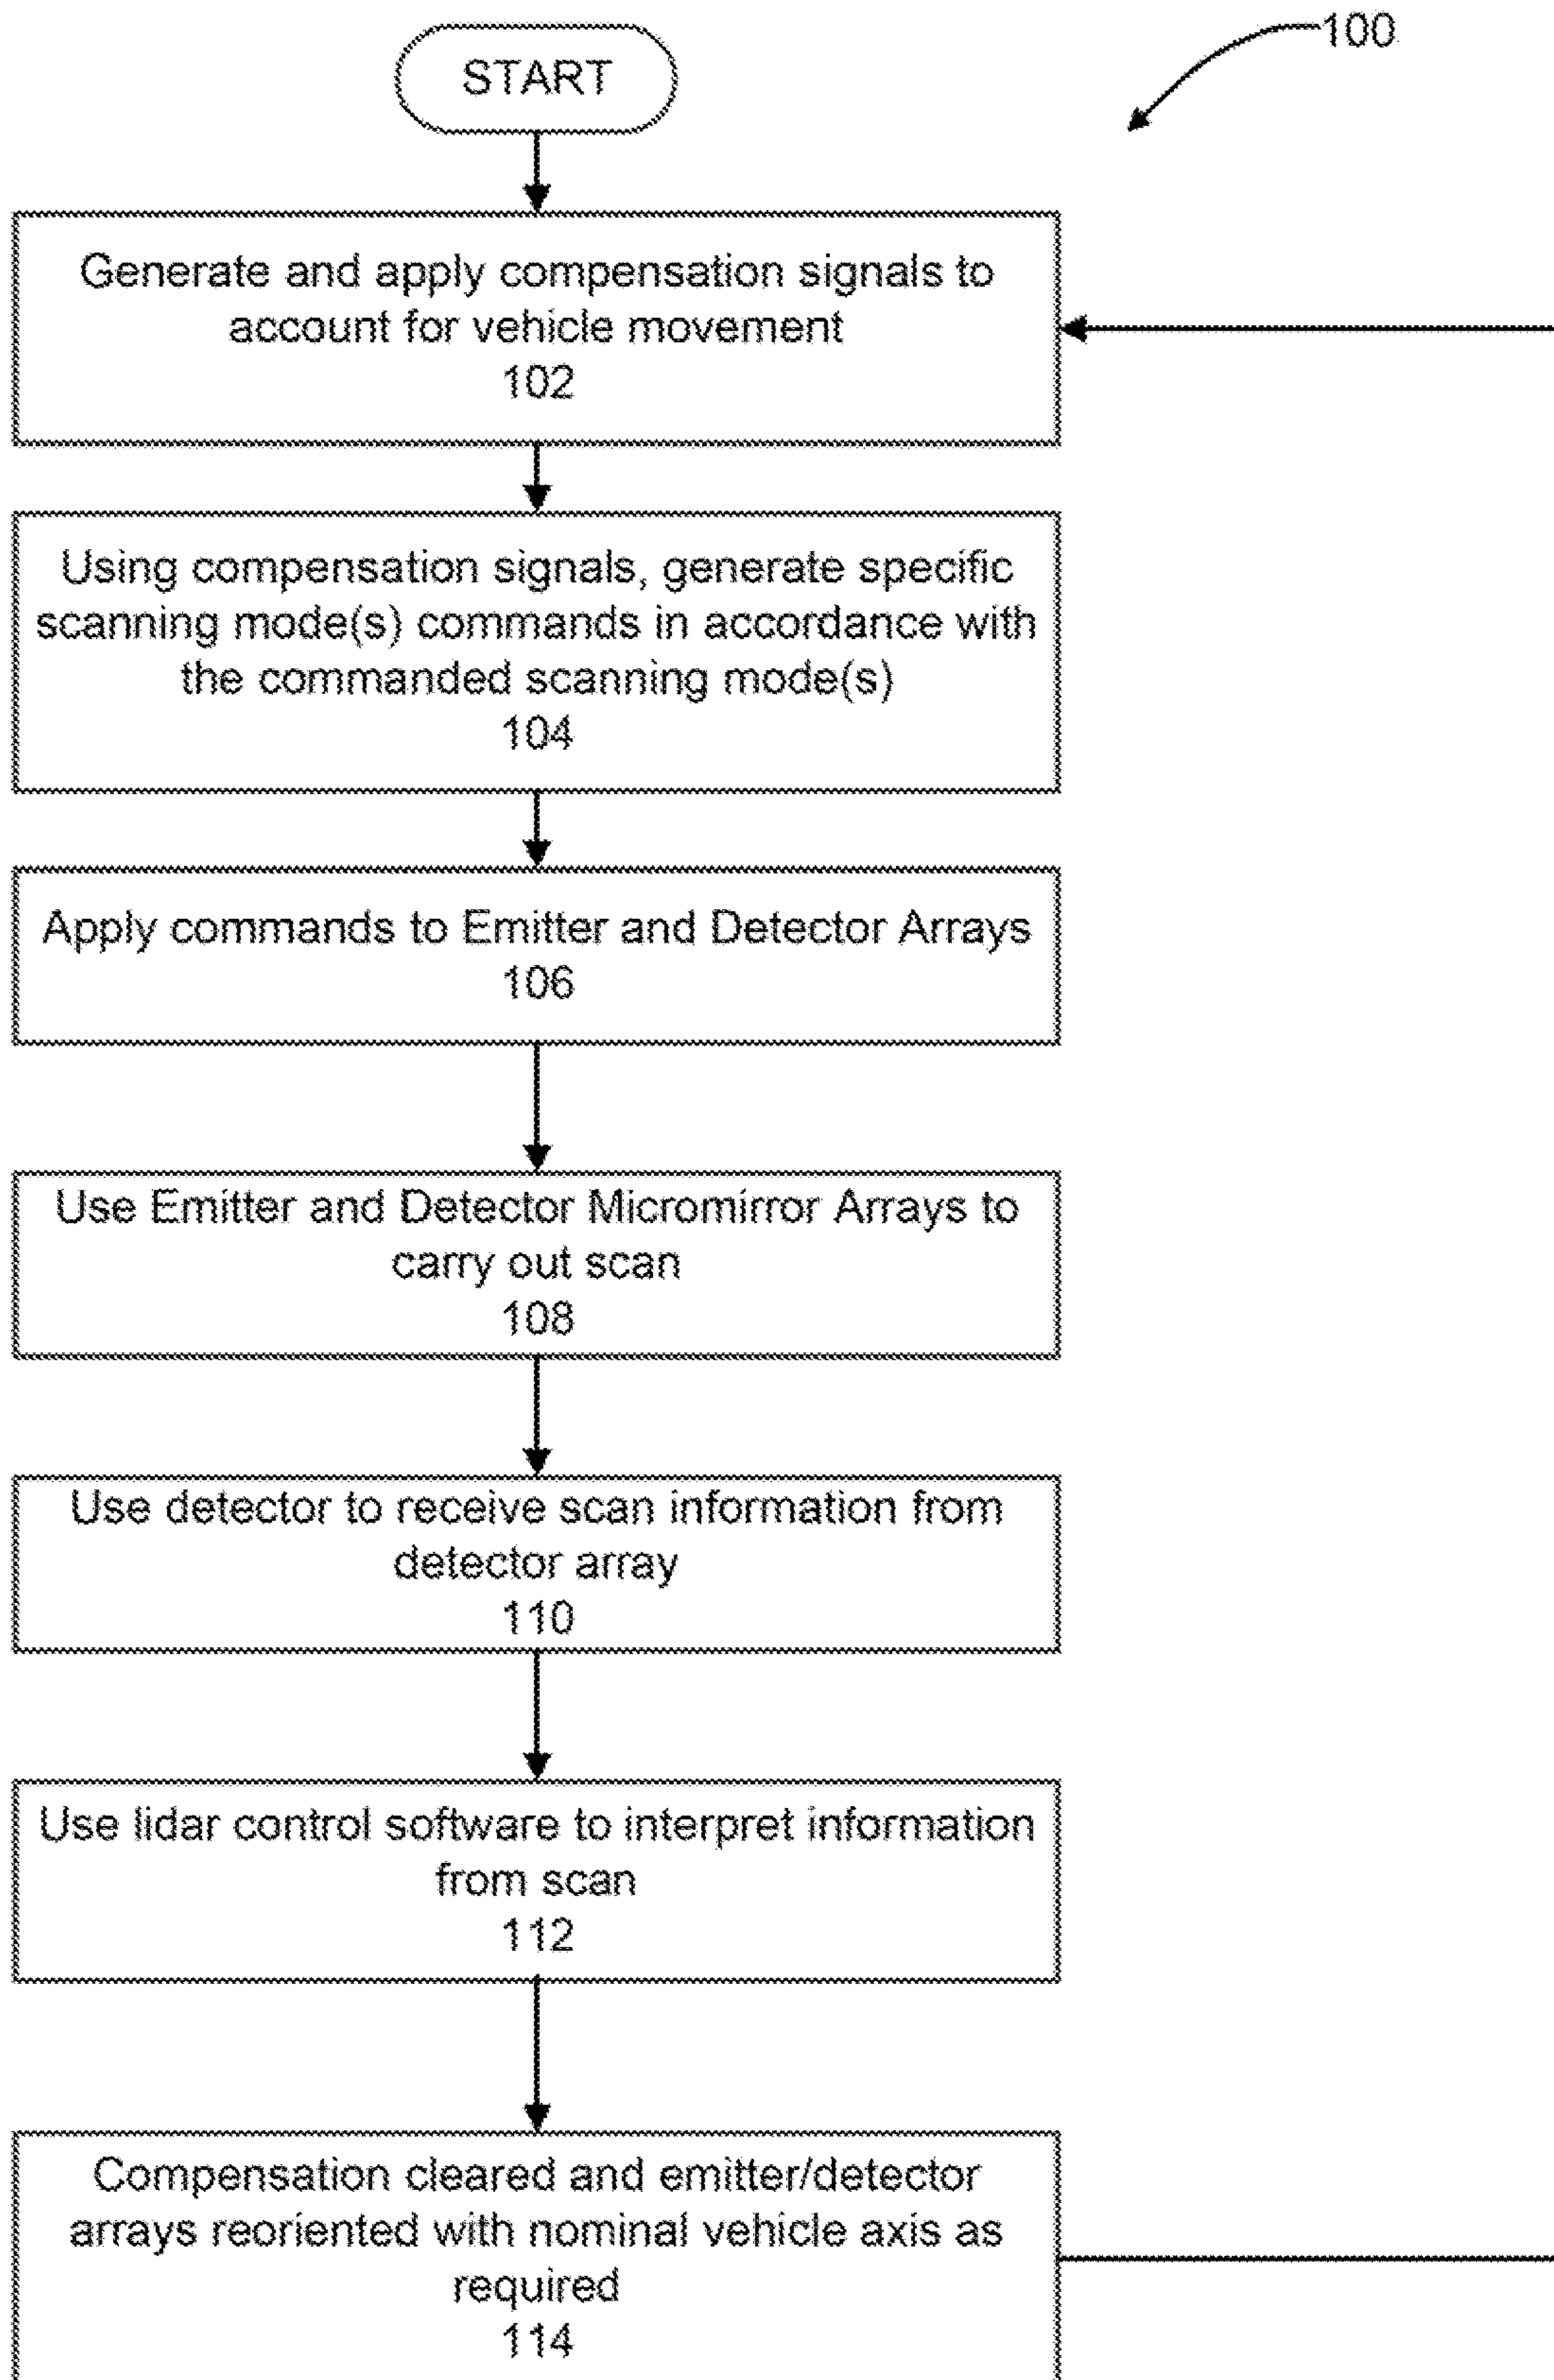 100
START
Generate and apply compensation signals to
account for vehicle movement
102
Using compensation signals, generate specific
scanning mode(s) commands in accordance with
the commanded scanning mode(s)
104
Apply commands to Emitter and Detector Arrays
106
Use Emitter and Detector Micromirror Arrays to
carry out scan
108
Use detector to receive scan information from
detector array
110
Use lidar control software to interpret information
from scan
112
Compensation cleared and emitter/detector
arrays reoriented with nominal vehicle axis as
required
114